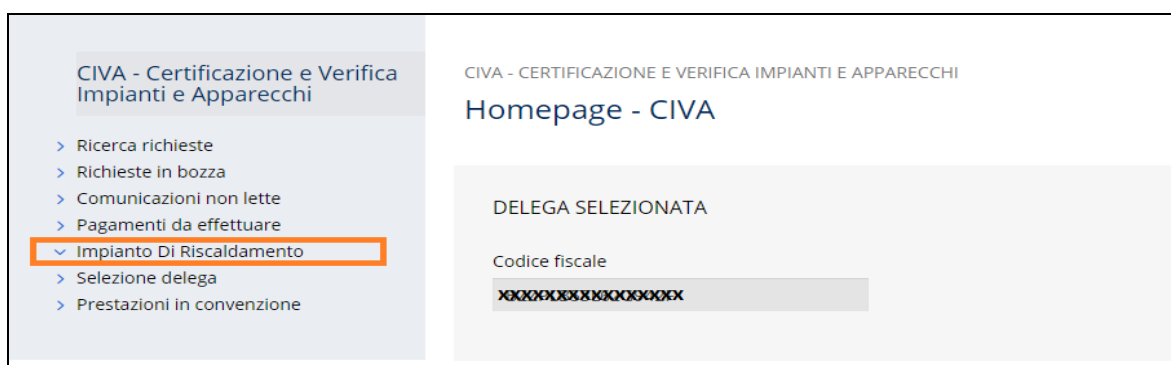 CIVA - Certificazione e Verifica
Impianti e Apparecchi
Ricerca richieste
Richieste in bozza
Comunicazioni non lette
Pagamenti da effettuare
Impianto Di Riscaldamento
Selezione delega
Prestazioni in convenzione
CIVA - CERTIFICAZIONE E VERIFICA IMPIANTI E APPARECCHI
Homepage - CIVA
DELEGA SELEZIONATA
Codice fiscale